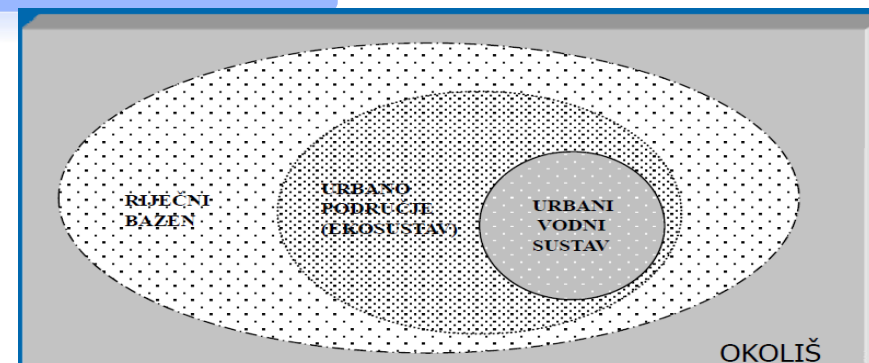 RIJEČNI
BAZEN
URBANO
PODRUČJE
(EKOSUSTAV)
URBANI
VODNI
SUSTAV
OKOLIŠ